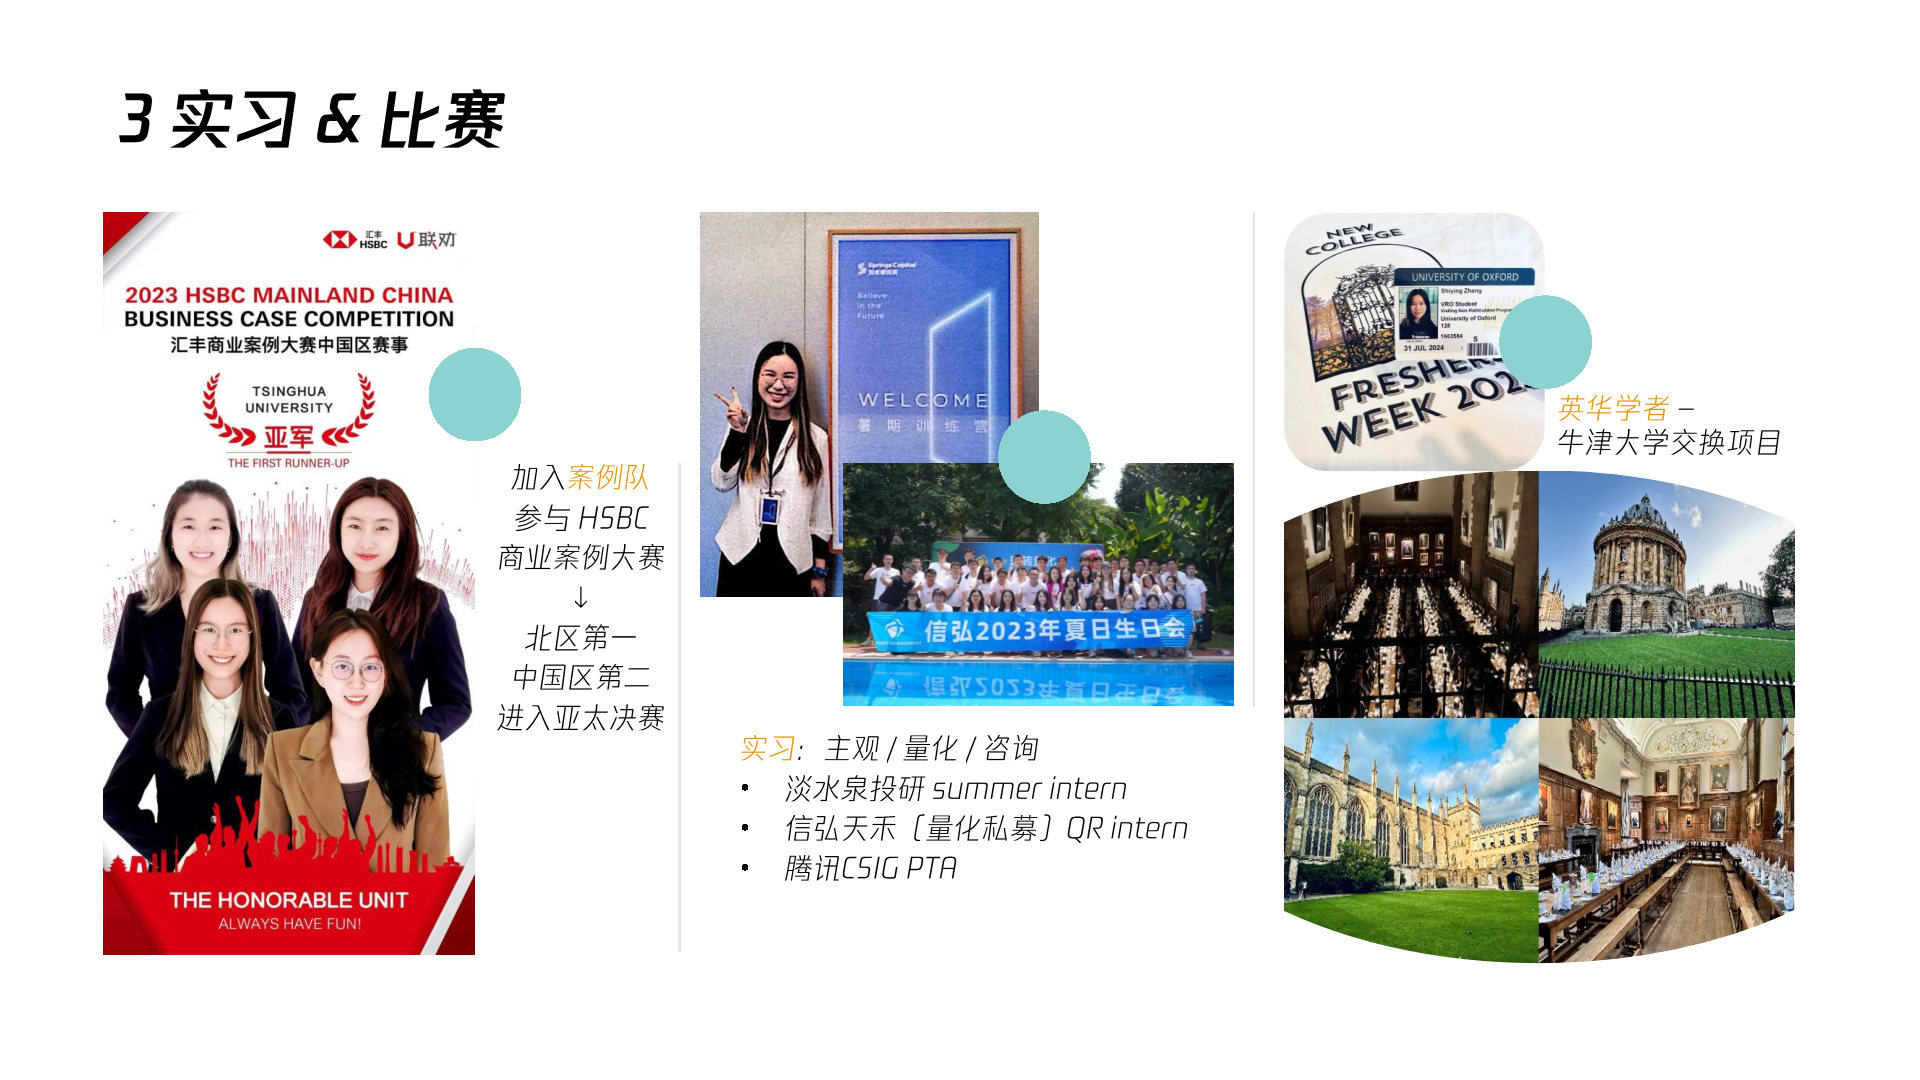 3 实习 & 比赛
汇丰
HSBC
联劝
2023 HSBC MAINLAND CHINA
BUSINESS CASE COMPETITION
汇丰商业案例大赛中国区赛事
TSINGHUA
UNIVERSITY
亚军
THE FIRST RUNNER-UP
THE HONORABLE UNIT
ALWAYS HAVE FUN!
加入案例队
参与 HSBC
商业案例大赛
↓
北区第一
中国区第二
进入亚太决赛
Springs Capital
Believe
in the
Future
WELCOME
暑期训练营
信弘2023年夏日生日会
实习：主观 / 量化 / 咨询
• 淡水泉投研 summer intern
• 信弘天禾（量化私募）QR intern
• 腾讯CSIG PTA
NEW
COLLEGE
UNIVERSITY OF OXFORD
Shiying Zhang
VRO Student
Visiting Non-Matriculated
University of Oxford
128
1663584
S
31 JUL 2024
WEEK
英华学者 –
牛津大学交换项目